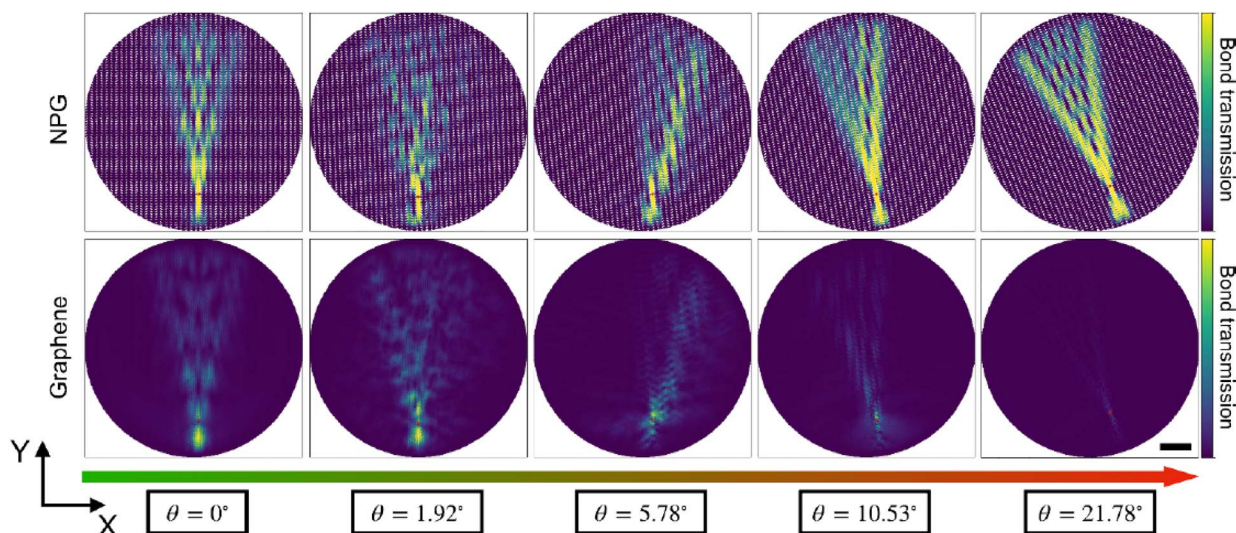 NPG
Bond transmission
Graphene
Bond transmission
Y
X
θ = 0°
θ = 1.92°
θ = 5.78°
θ = 10.53°
θ = 21.78°